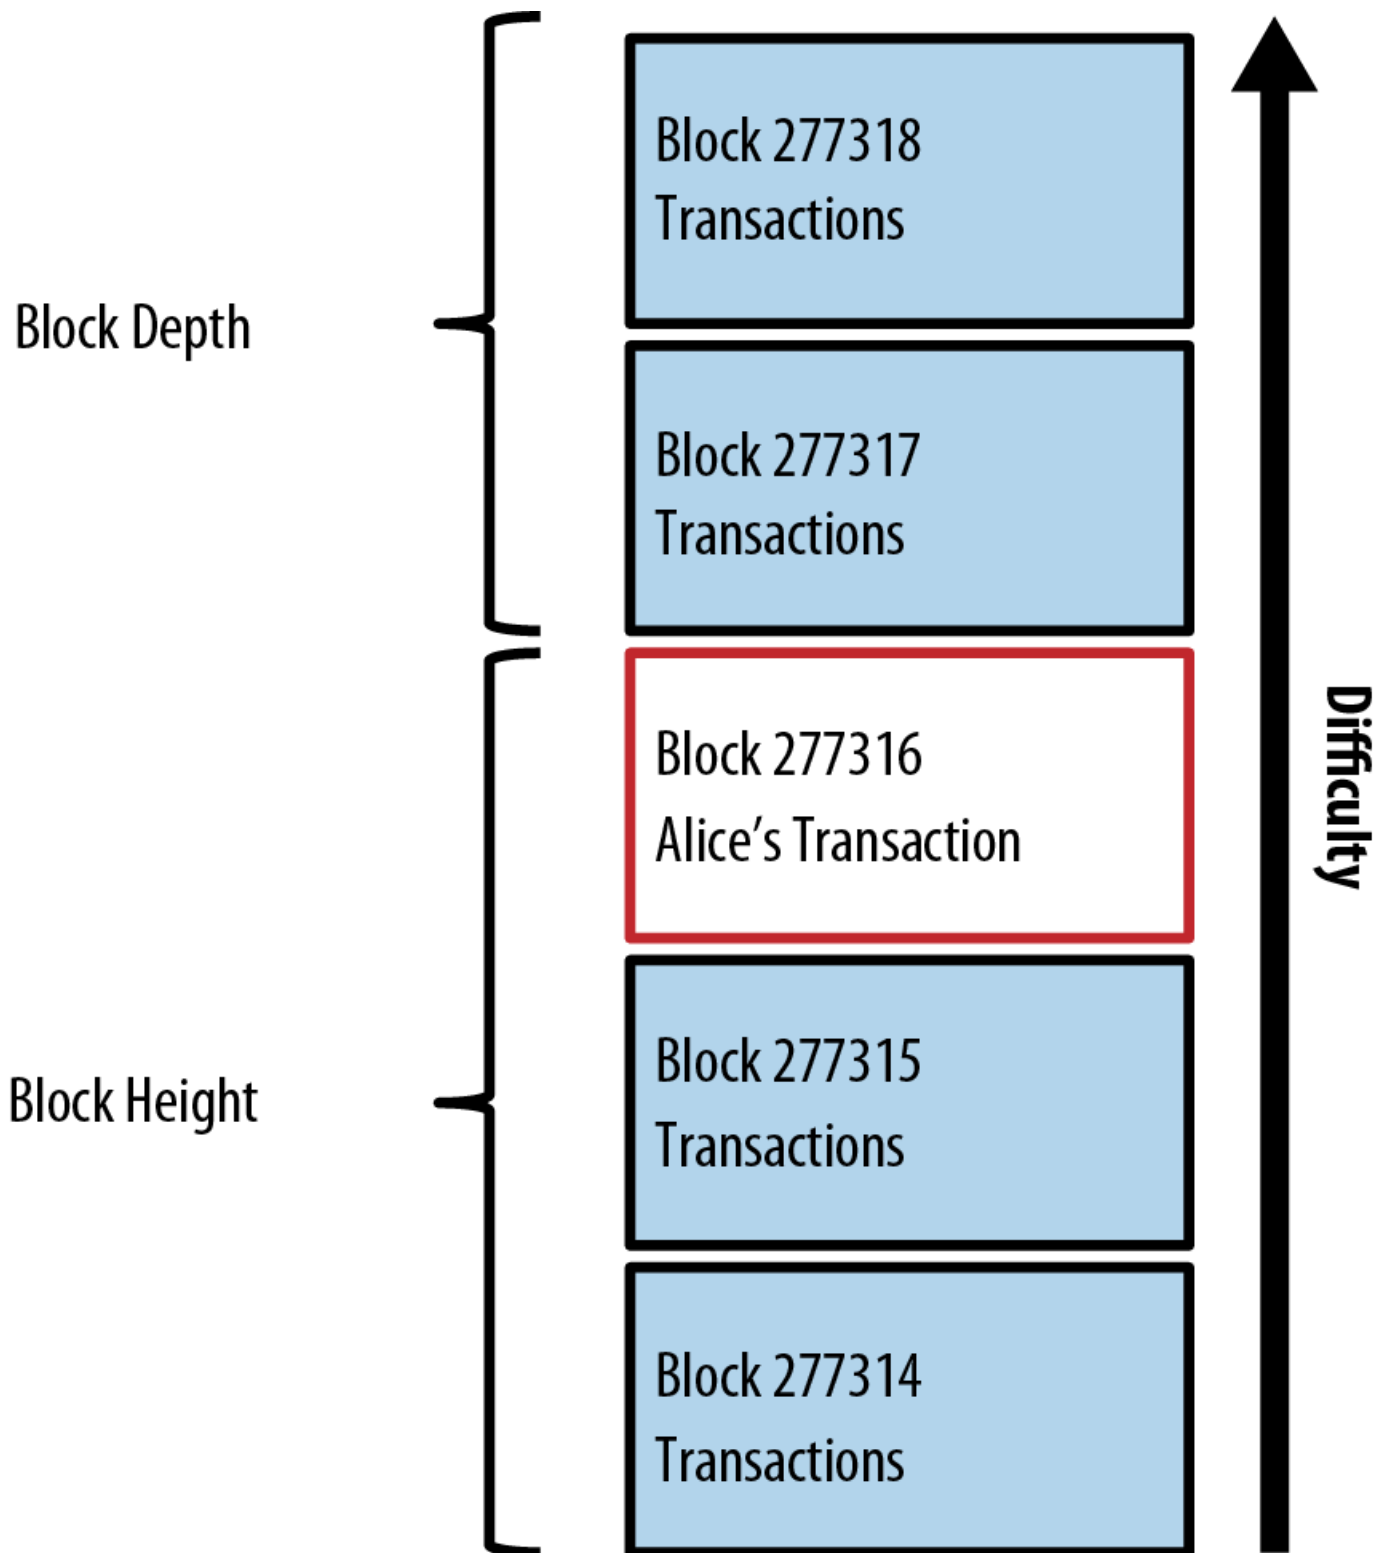 Block 277318
Transactions
Block Depth
Block 277317
Transactions
Block 277316
Alice’s Transaction
Difficulty
Block 277315
Transactions
Block Height
Block 277314
Transactions